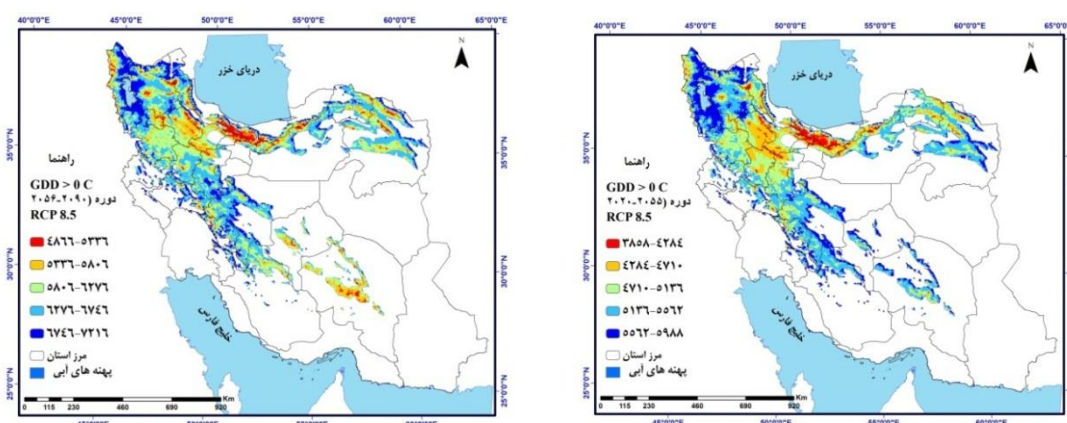 40°0'0"E 45°0'0"E 50°0'0"E 55°0'0"E 60°0'0"E 65°0'0"E
N
دریای خزر
35°0'0"N
30°0'0"N
25°0'0"N
راهنما
GDD > 0 C
دوره (۲۰۵۶-۲۰۹۰
RCP 8.5
۴۸۶۶-۵۳۳۶
۵۳۳۶-۵۸۰۶
۵۸۰۶-۶۲۷۶
۶۲۷۶-۶۷۴۶
۶۷۴۶-۷۲۱۶
مرز استان
پهنه های آبی
خلیج فارس
Km
0 115 230 460 690 920
40°0'0"E 45°0'0"E 50°0'0"E 55°0'0"E 60°0'0"E 65°0'0"E
N
دریای خزر
35°0'0"N
30°0'0"N
25°0'0"N
راهنما
GDD > 0 C
دوره (۲۰۲۰-۲۰۵۵
RCP 8.5
۳۸۵۸-۴۲۸۴
۴۲۸۴-۴۷۱۰
۴۷۱۰-۵۱۳۶
۵۱۳۶-۵۵۶۲
۵۵۶۲-۵۹۸۸
مرز استان
پهنه های آبی
خلیج فارس
Km
0 115 230 460 690 920